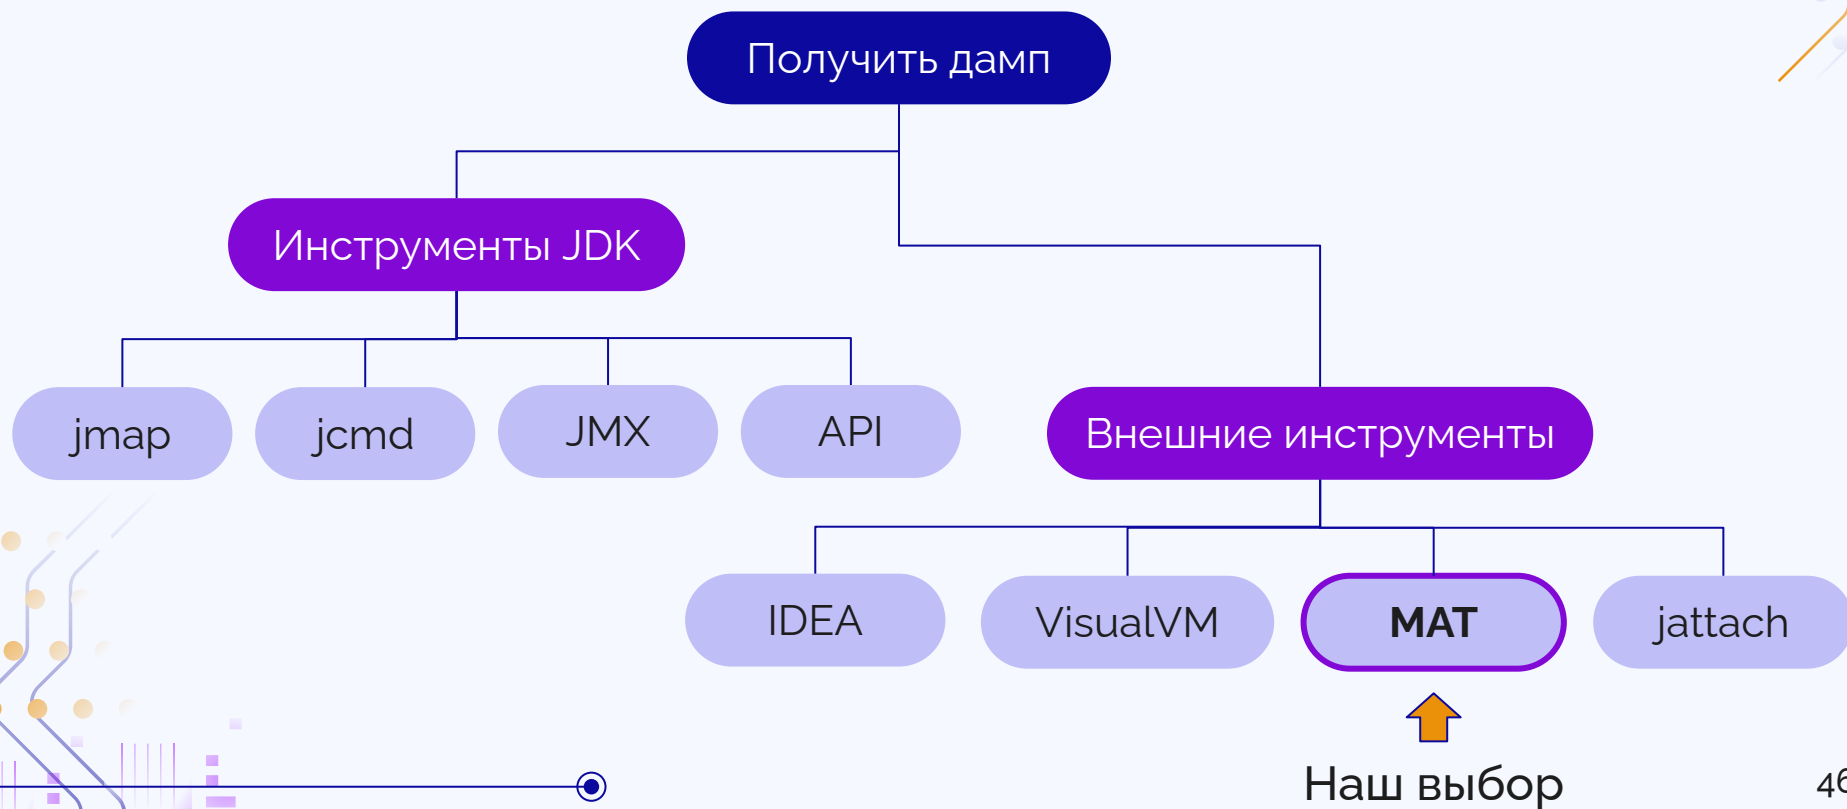 Получить дамп
Инструменты JDK
jmap
jcmd
JMX
API
Внешние инструменты
IDEA
VisualVM
MAT
jattach
Наш выбор